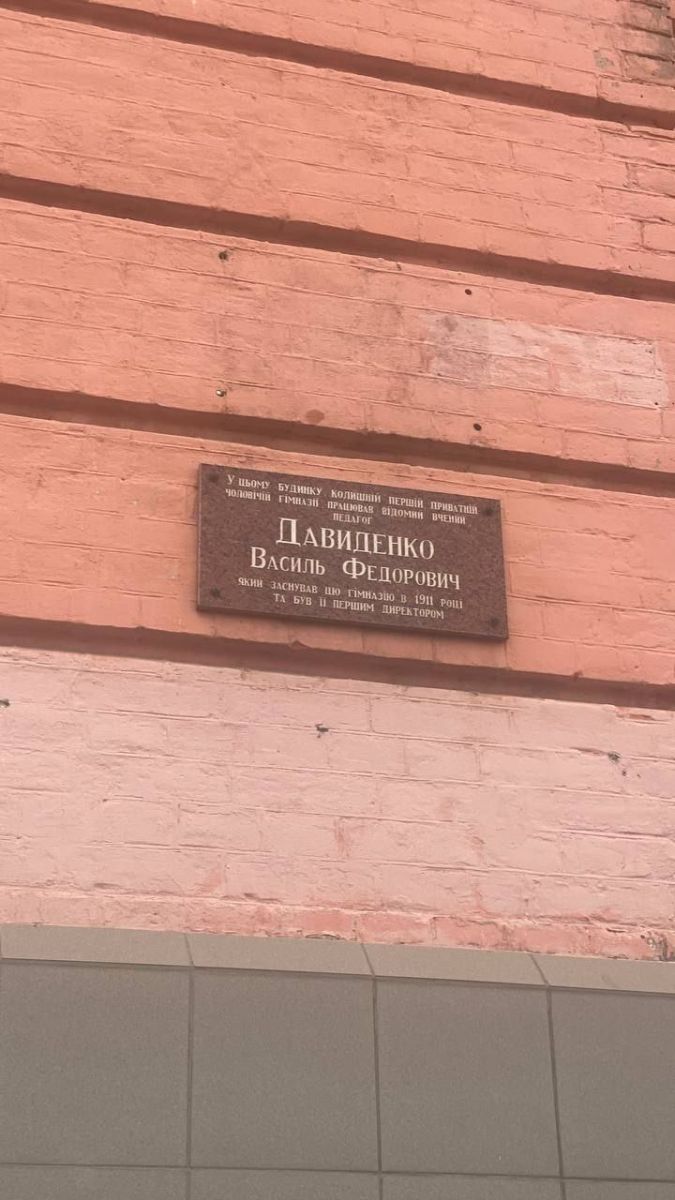 У цьому будинку колишній першій приватній
чоловічій гімназії працював відомий вчений
педагог
Давиденко
Василь Федорович
який заснував цю гімназію в 1911 році
та був її першим директором